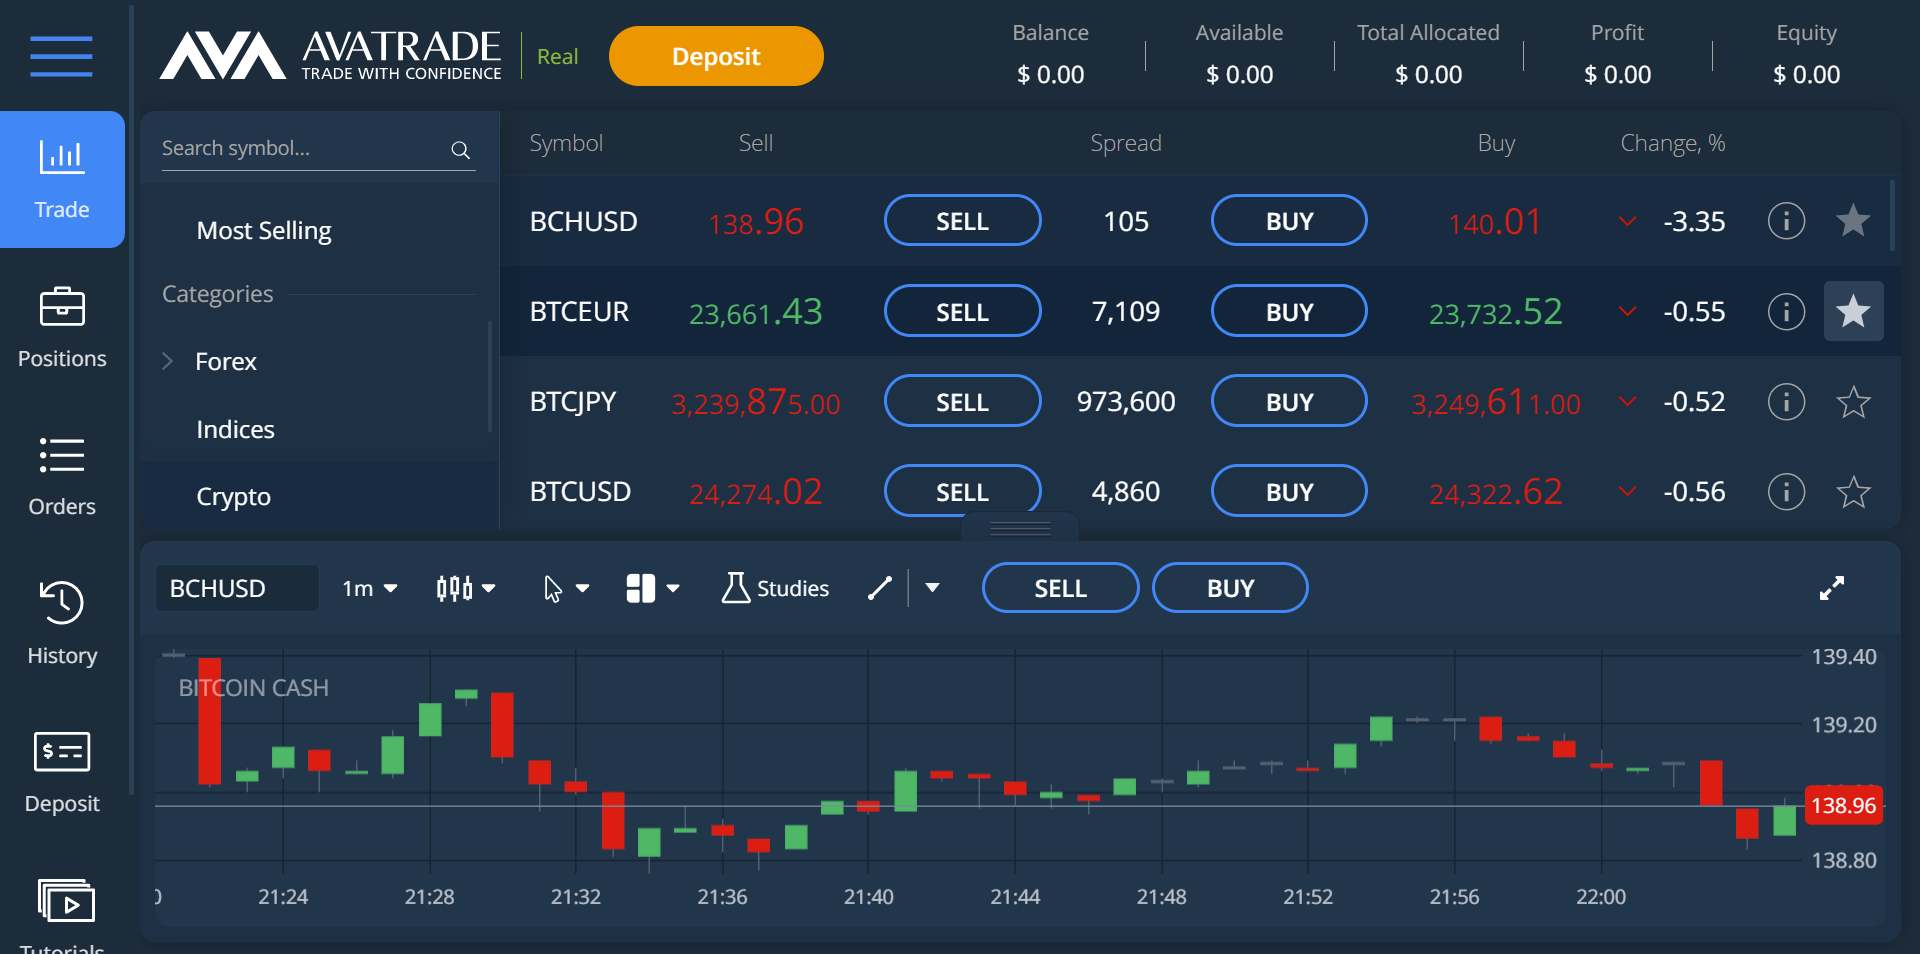 AVA AVATRADE
TRADE WITH CONFIDENCE
Real
Deposit
Balance
$ 0.00
Available
$ 0.00
Total Allocated
$ 0.00
Profit
$ 0.00
Equity
$ 0.00
Trade
Positions
Orders
History
Deposit
Tutorials
Search symbol...
Most Selling
Categories
Forex
Indices
Crypto
Symbol Sell Spread Buy Change, %
BCHUSD 138.96 SELL 105 BUY 140.01 -3.35
BTCEUR 23,661.43 SELL 7,109 BUY 23,732.52 -0.55
BTCJPY 3,239,875.00 SELL 973,600 BUY 3,249,611.00 -0.52
BTCUSD 24,274.02 SELL 4,860 BUY 24,322.62 -0.56
BCHUSD 1m Studies SELL BUY
BITCOIN CASH
139.40
139.20
138.96
138.80
0 21:24 21:28 21:32 21:36 21:40 21:44 21:48 21:52 21:56 22:00